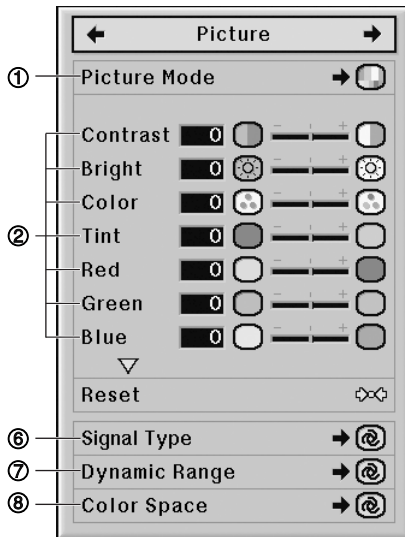 Picture
① Picture Mode
Contrast 0 - +
Bright 0 - +
Color 0 - +
② Tint 0 - +
Red 0 - +
Green 0 - +
Blue 0 - +
Reset
⑥ Signal Type
⑦ Dynamic Range
⑧ Color Space